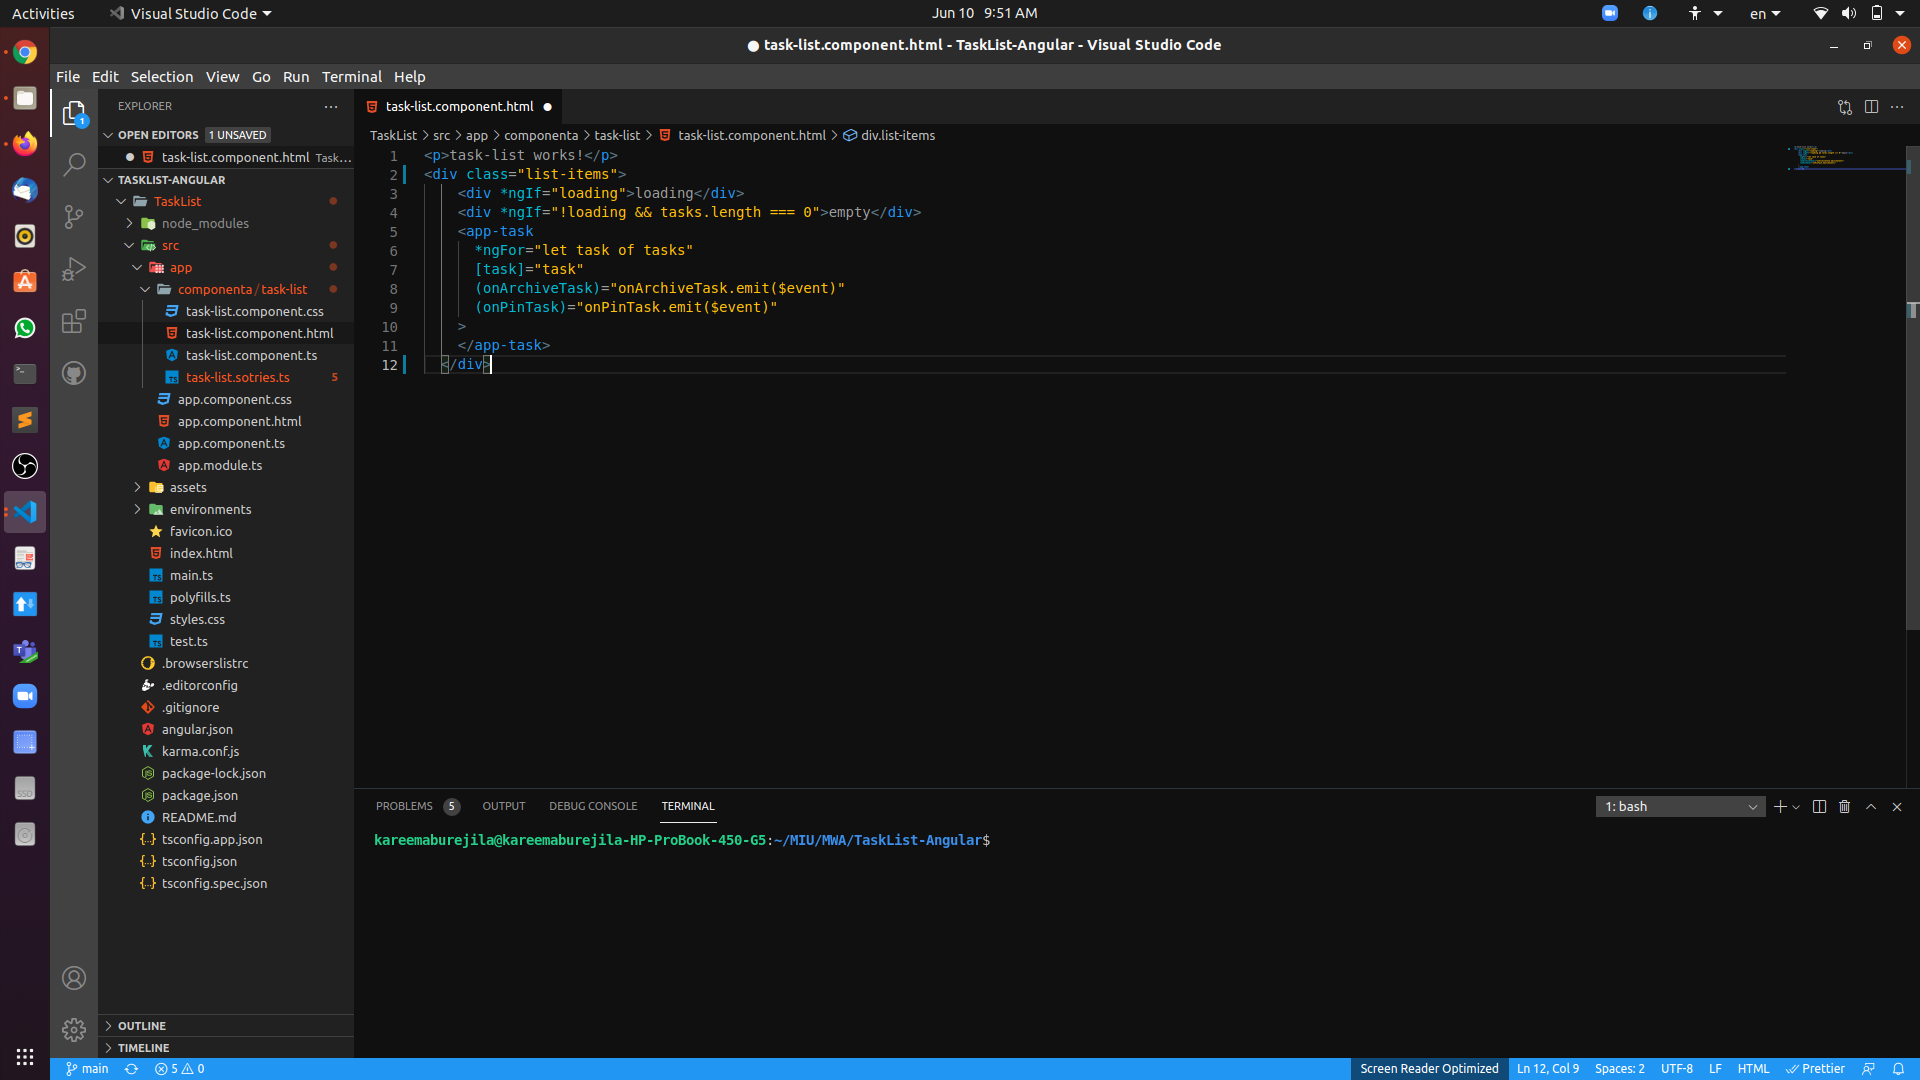 Activities Visual Studio Code Jun 10 9:51 AM en
● task-list.component.html - TaskList-Angular - Visual Studio Code
File Edit Selection View Go Run Terminal Help
EXPLORER
OPEN EDITORS 1 UNSAVED
task-list.component.html Task...
TASKLIST-ANGULAR
TaskList
node_modules
src
app
componenta / task-list
task-list.component.css
task-list.component.html
task-list.component.ts
task-list.sotries.ts 5
app.component.css
app.component.html
app.component.ts
app.module.ts
assets
environments
favicon.ico
index.html
main.ts
polyfills.ts
styles.css
test.ts
.browserslistrc
.editorconfig
.gitignore
angular.json
karma.conf.js
package-lock.json
package.json
README.md
tsconfig.app.json
tsconfig.json
tsconfig.spec.json
OUTLINE
TIMELINE
task-list.component.html
TaskList > src > app > componenta > task-list > task-list.component.html > div.list-items
1 <p>task-list works!</p>
2 <div class="list-items">
3 <div *ngIf="loading">loading</div>
4 <div *ngIf="!loading && tasks.length === 0">empty</div>
5 <app-task
6 *ngFor="let task of tasks"
7 [task]="task"
8 (onArchiveTask)="onArchiveTask.emit($event)"
9 (onPinTask)="onPinTask.emit($event)"
10 >
11 </app-task>
12 </div>
PROBLEMS 5 OUTPUT DEBUG CONSOLE TERMINAL 1: bash
kareemaburejila@kareemaburejila-HP-ProBook-450-G5:~/MIU/MWA/TaskList-Angular$
main 5 0 Screen Reader Optimized Ln 12, Col 9 Spaces: 2 UTF-8 LF HTML Prettier